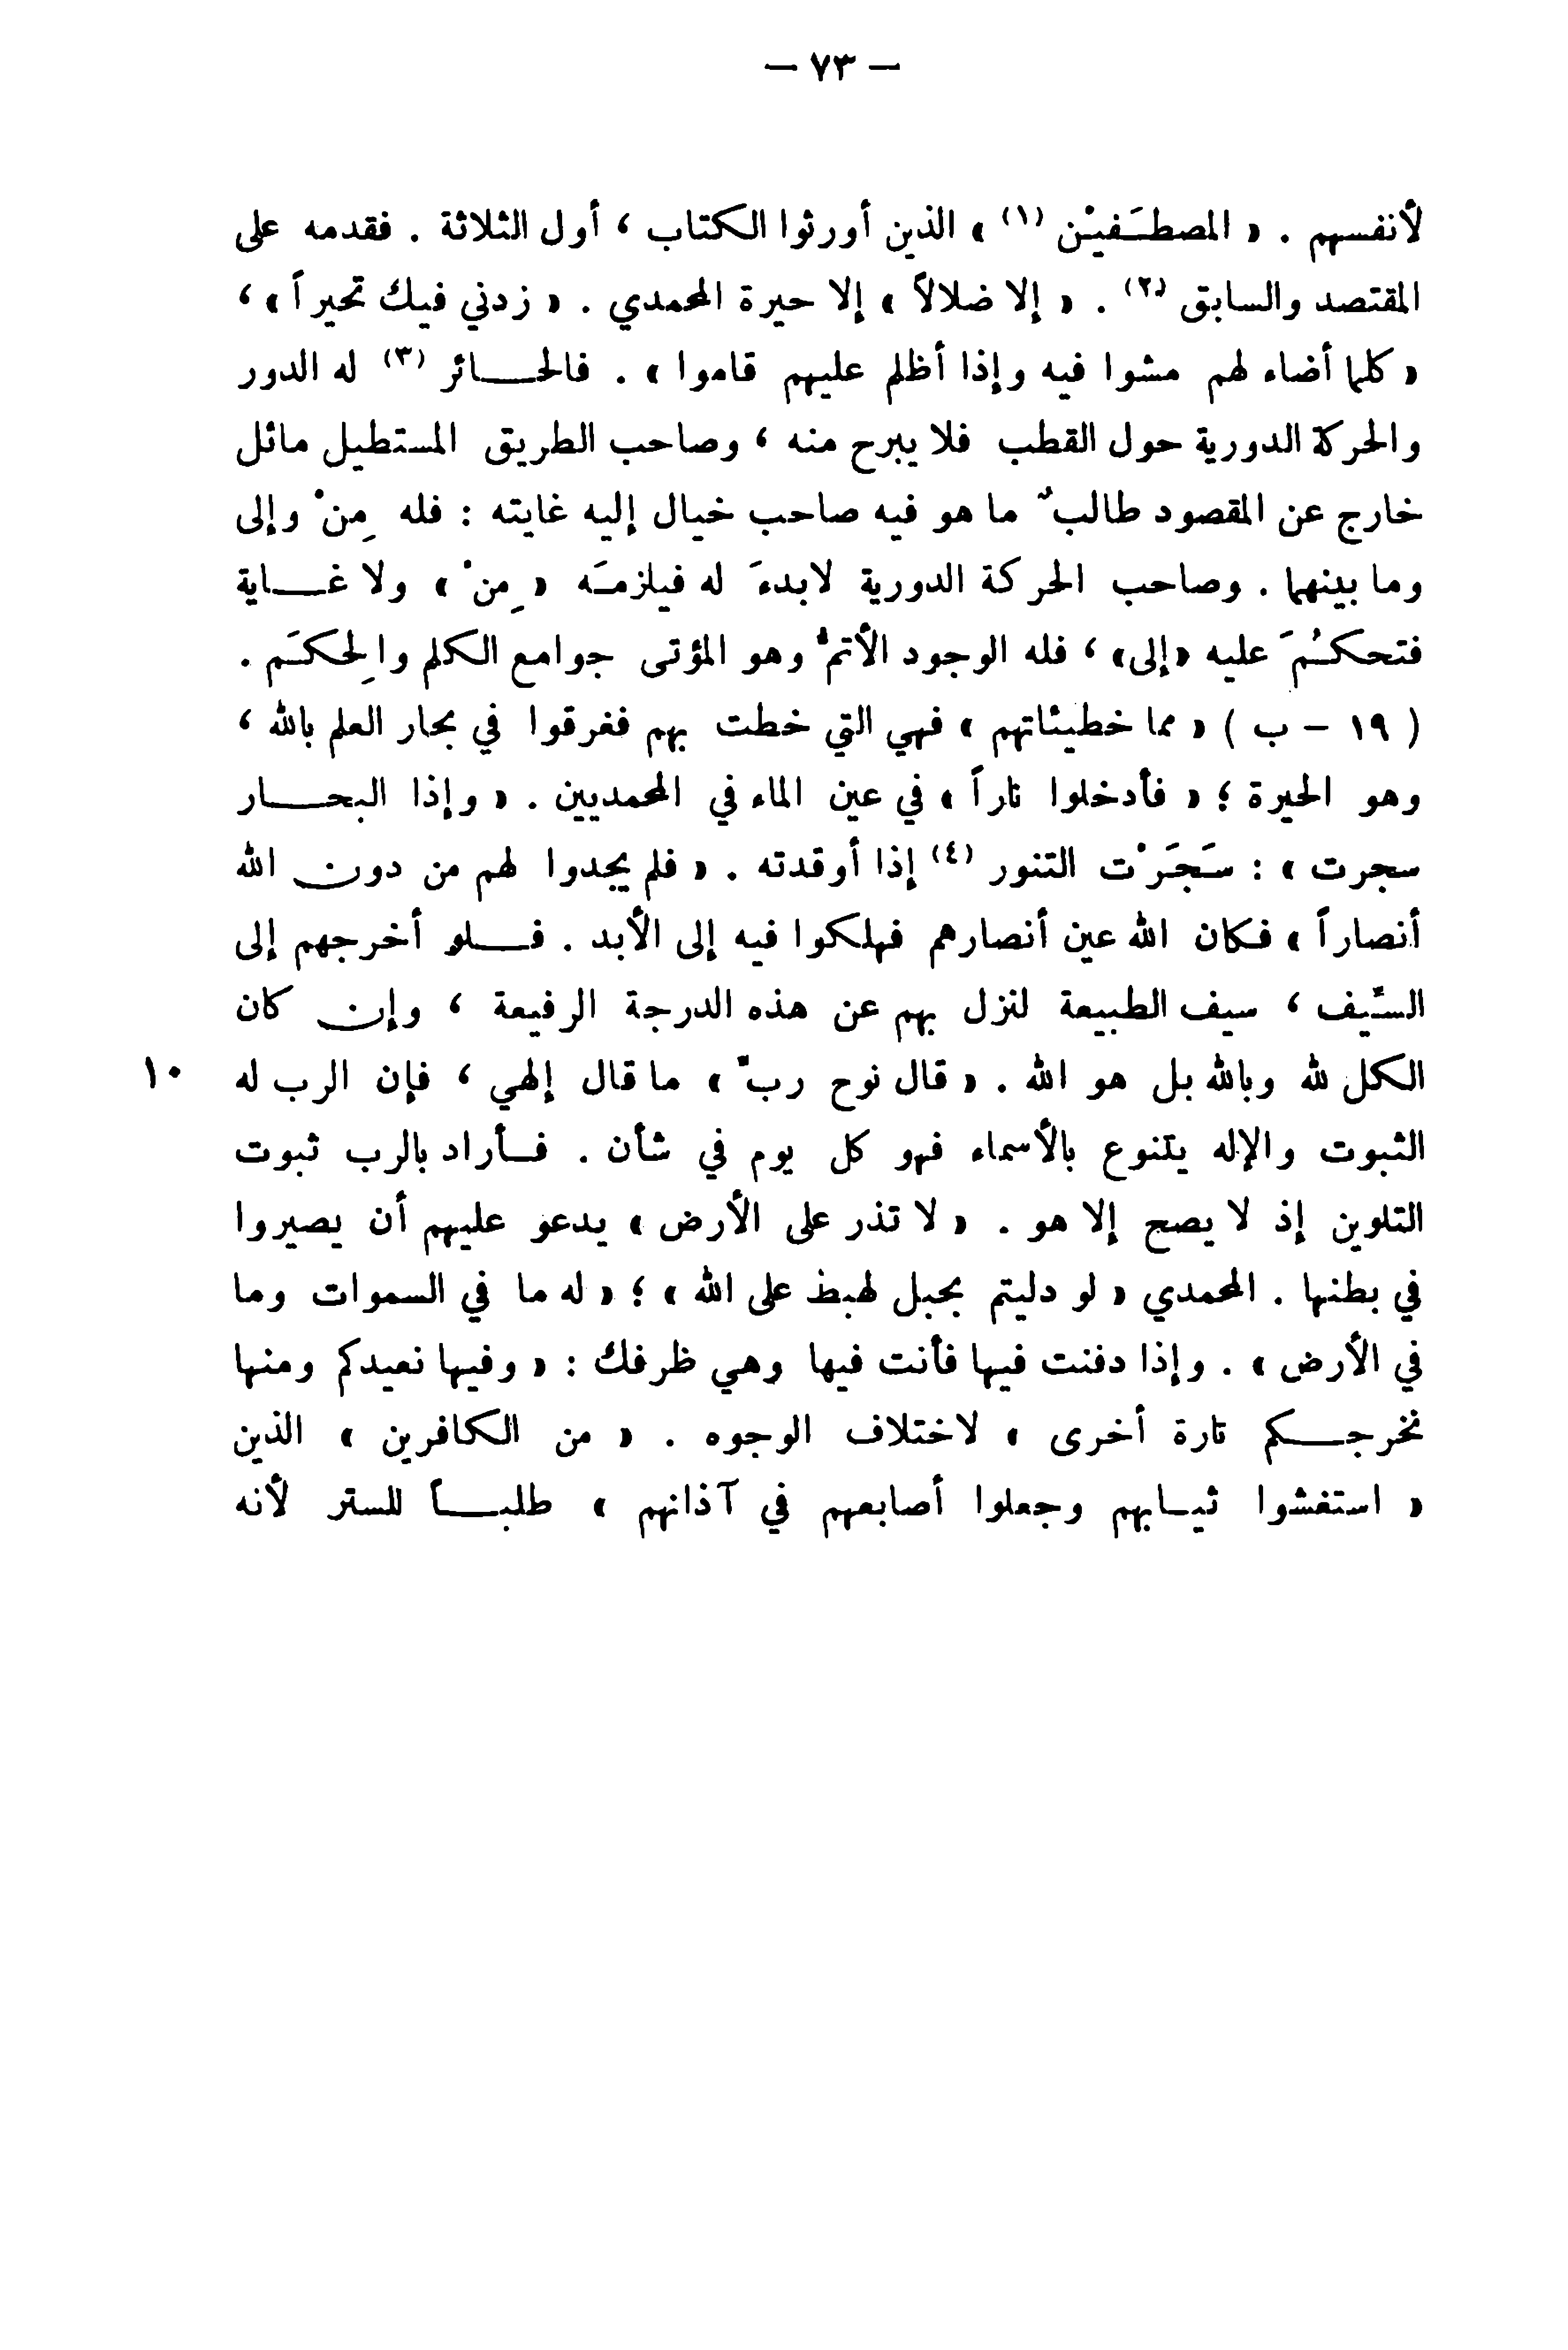 — ٧٣ —
لأنفسهم . « المصطَفيْن (١) » الذين أورثوا الكتاب ، أول الثلاثة . فقدمه على
المقتصد والسابق (٢) . « إلا ضلالاً » إلا حيرة المحمدي . « زدني فيك تحيراً » ،
« كلما أضاء لهم مشوا فيه وإذا أظلم عليهم قاموا » . فالحائر (٣) له الدور
والحركة الدورية حول القطب فلا يبرح منه ، وصاحب الطريق المستطيل مائل
خارج عن المقصود طالبٌ ما هو فيه صاحب خيال إليه غايته : فله مِنْ وإلى
وما بينهما . وصاحب الحركة الدورية لا بدءَ له فيلزمَه « مِنْ » ولا غاية
فتحكُمَ عليه «إلى» ، فله الوجود الأتمُّ وهو المؤتى جوامع الكلم والحِكَم .
( ١٩ – ب ) « مما خطيئاتهم » فهي التي خطت بهم فغرقوا في بحار العلم بالله ،
وهو الحيرة ؛ « فأدخلوا ناراً » في عين الماء في المحمديين . « وإذا البحار
سجرت » : سَجَرْت التنور (٤) إذا أوقدته . « فلم يجدوا لهم من دون الله
أنصاراً » فكان الله عين أنصارهم فهلكوا فيه إلى الأبد . فلو أخرجهم إلى
السِّيف ، سيف الطبيعة لنزل بهم عن هذه الدرجة الرفيعة ، وإن كان
الكل لله وبالله بل هو الله . « قال نوح ربِّ » ما قال إلهي ، فإن الرب له ١٠
الثبوت والإله يتنوع بالأسماء فهو كل يوم في شأن . فأراد بالرب ثبوت
التلوين إذ لا يصح إلا هو . « لا تذر على الأرض » يدعو عليهم أن يصيروا
في بطنها . المحمدي « لو دليتم بحبل لهبط على الله » ؛ « له ما في السموات وما
في الأرض » . وإذا دفنت فيها فأنت فيها وهي ظرفك : « وفيها نعيدكم ومنها
نخرجكم تارة أخرى » لاختلاف الوجوه . « من الكافرين » الذين
« استغشوا ثيابهم وجعلوا أصابعهم في آذانهم » طلباً للستر لأنه